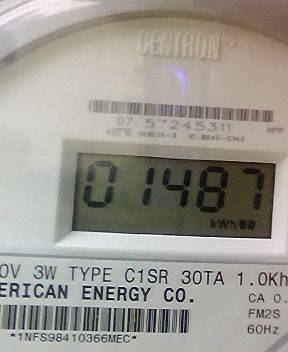 CENTRON®
07 57245311
HPP
01487
kWh
0V 3W TYPE C1SR 30TA 1.0Kh
ERICAN ENERGY CO.
CA 0.
FM2S
60Hz
*1NFS98410366MEC*